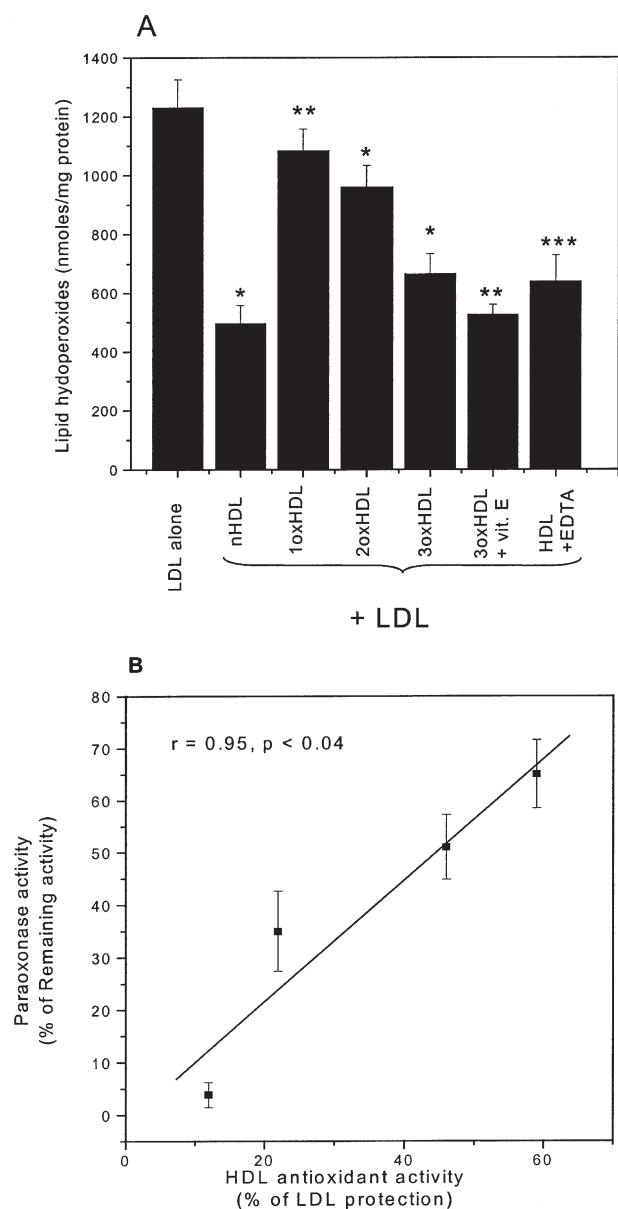 A
Lipid hydoperoxides (nmoles/mg protein)
1400
1200
1000
800
600
400
200
0
*
**
*
*
**
***
LDL alone
nHDL
1oxHDL
2oxHDL
3oxHDL
3oxHDL
+ vit. E
HDL
+EDTA
+ LDL
B
Paraoxonase activity
(% of Remaining activity)
80
70
60
50
40
30
20
10
0
r = 0.95, p < 0.04
0
20
40
60
HDL antioxidant activity
(% of LDL protection)